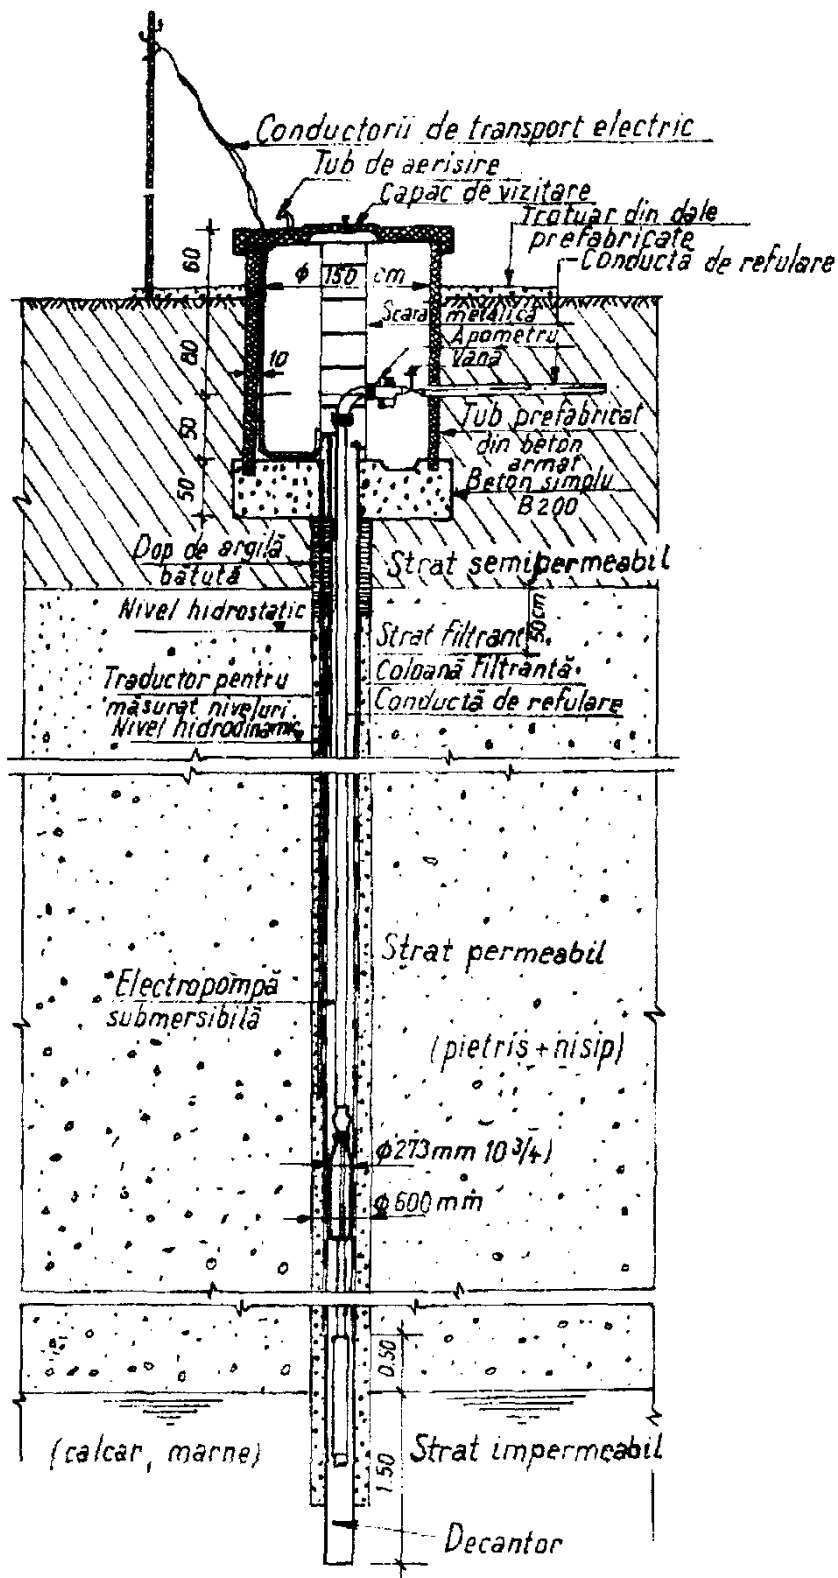 Conductorii de transport electric
Tub de aerisire
Capac de vizitare
Trotuar din dale
prefabricate
Conductă de refulare
60
ϕ 150 cm
Scara metalică
Apometru
Vană
80
10
50
Tub prefabricat
din beton
armat
50
Beton simplu
B200
Dop de argilă
bătută
Strat semipermeabil
Nivel hidrostatic
50cm
Strat filtrant
Coloană filtrantă
Traductor pentru
măsurat niveluri
Conductă de refulare
Nivel hidrodinamic
Strat permeabil
Electropompă
submersibilă
(pietris + nisip)
ϕ273mm 10 3/4)
ϕ600mm
0.50
(calcar, marne)
Strat impermeabil
1.50
Decantor